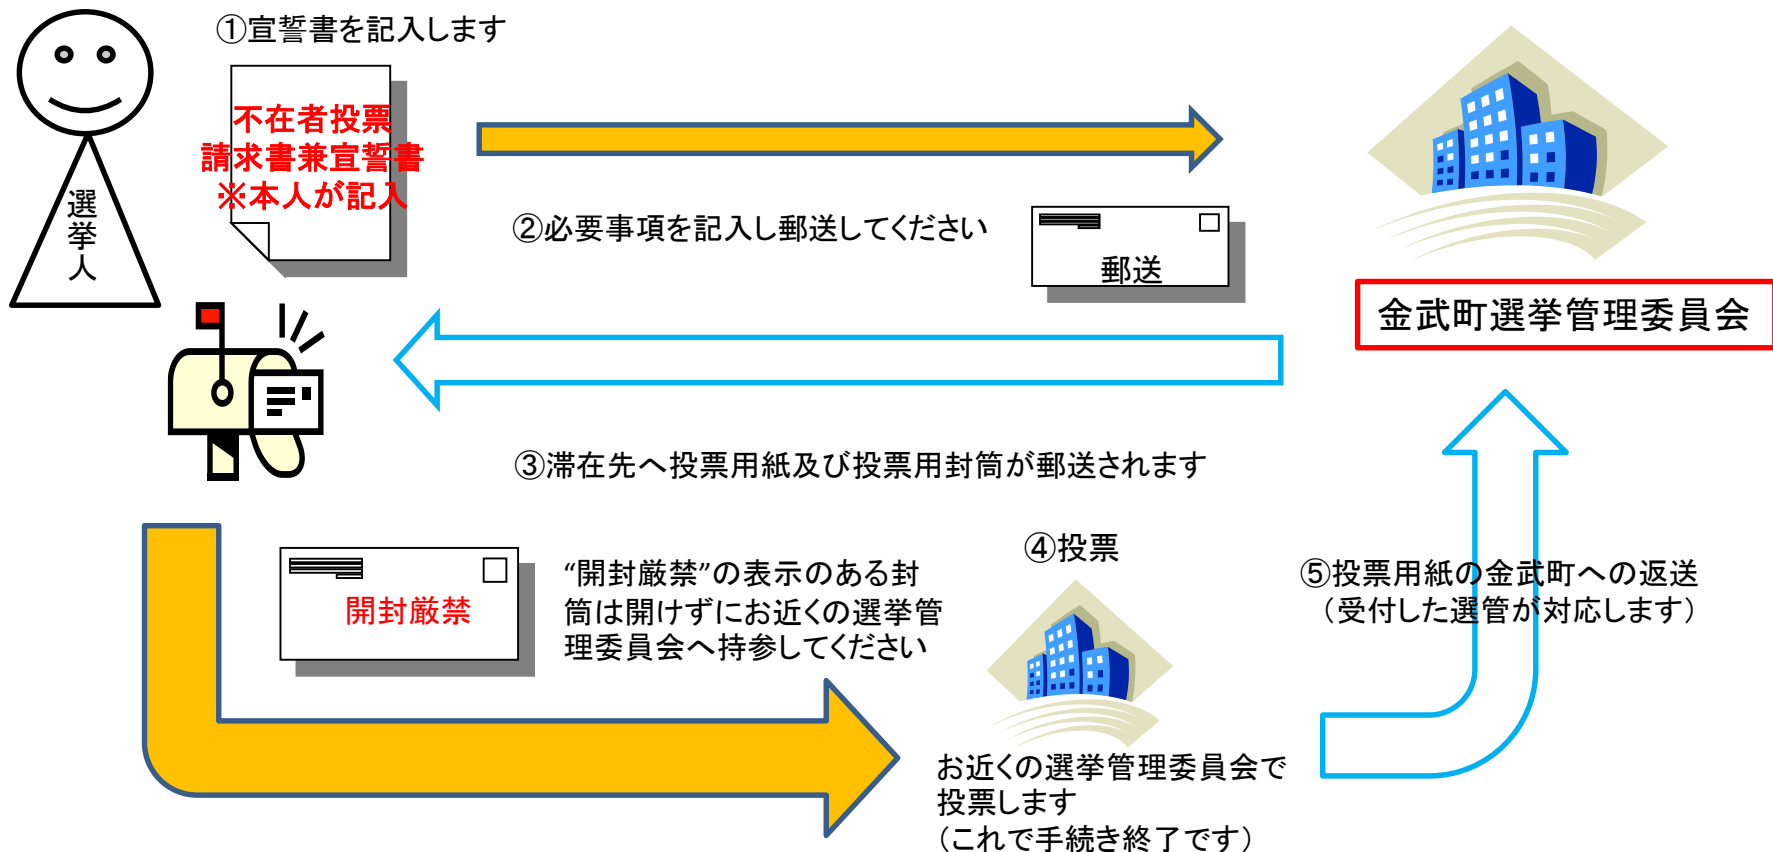 ①宣誓書を記入します
不在者投票
請求書兼宣誓書
※本人が記入
選挙人
②必要事項を記入し郵送してください
郵送
金武町選挙管理委員会
③滞在先へ投票用紙及び投票用封筒が郵送されます
開封厳禁
“開封厳禁”の表示のある封
筒は開けずにお近くの選挙管
理委員会へ持参してください
④投票
お近くの選挙管理委員会で
投票します
（これで手続き終了です）
⑤投票用紙の金武町への返送
（受付した選管が対応します）